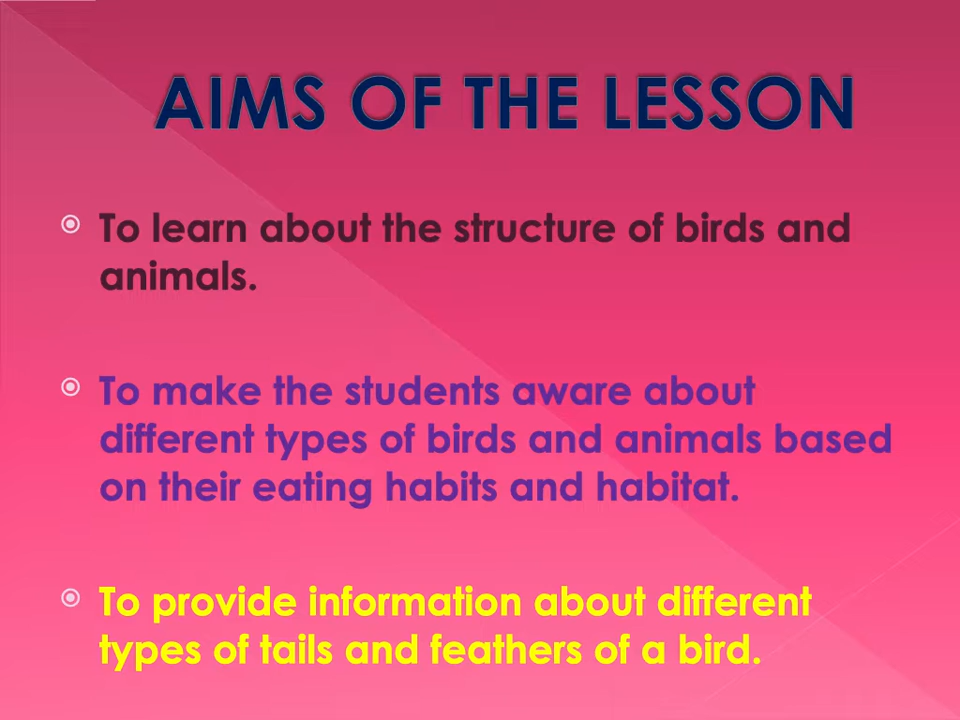 AIMS OF THE LESSON
To learn about the structure of birds and
animals.
To make the students aware about
different types of birds and animals based
on their eating habits and habitat.
To provide information about different
types of tails and feathers of a bird.